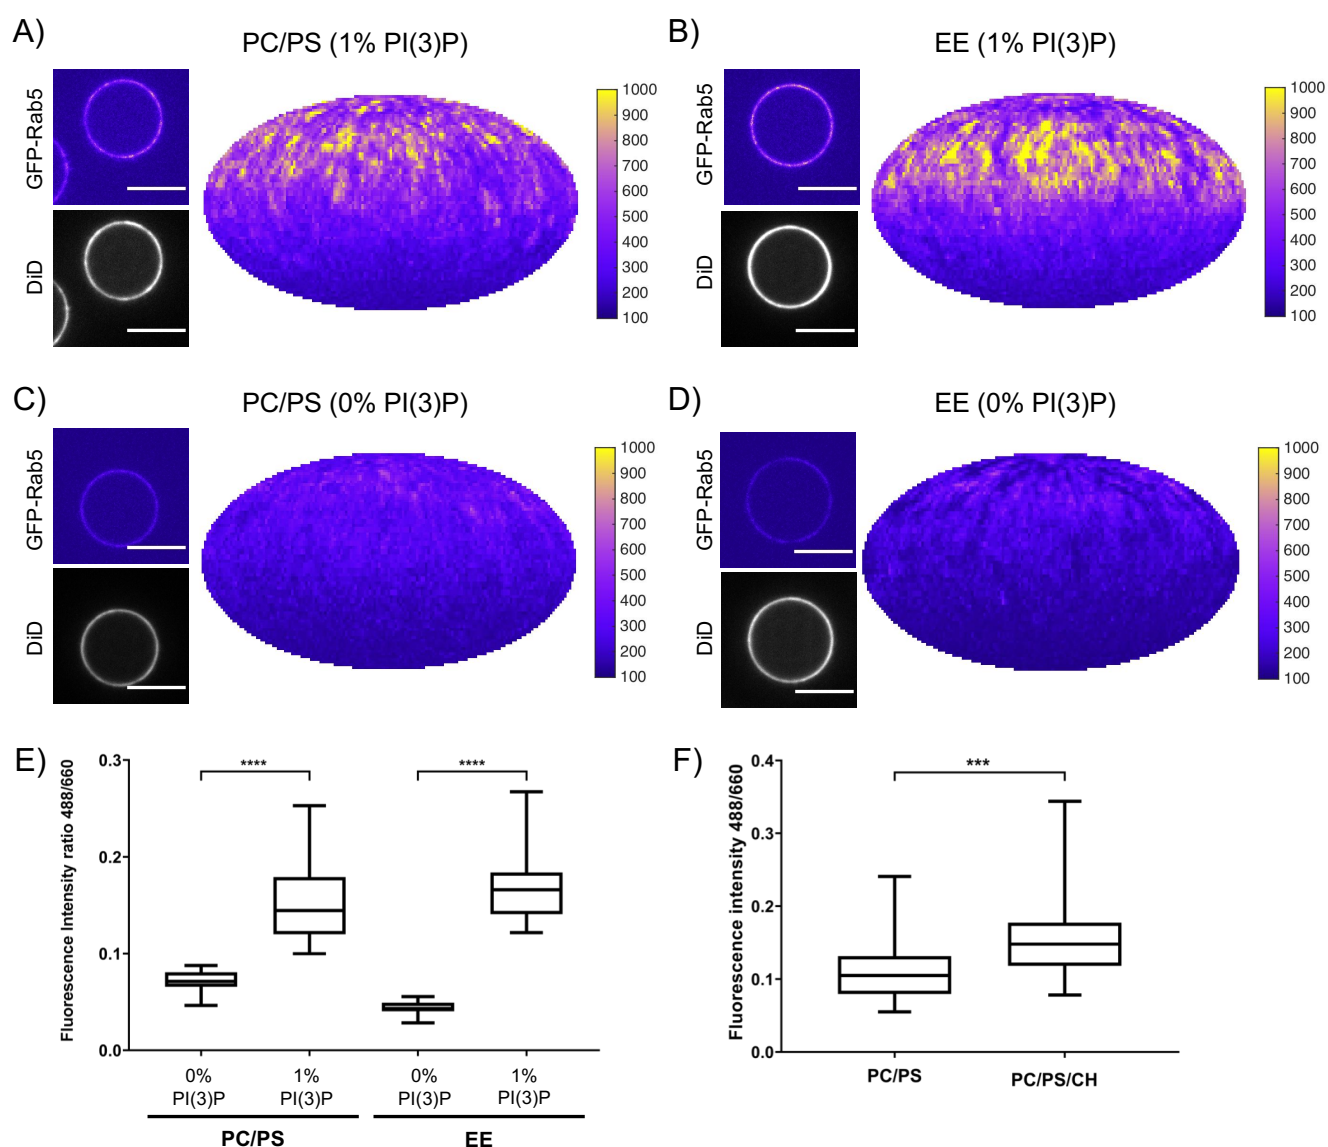 A)
PC/PS (1% PI(3)P)
GFP-Rab5
DiD
1000
900
800
700
600
500
400
300
200
100
B)
EE (1% PI(3)P)
GFP-Rab5
DiD
1000
900
800
700
600
500
400
300
200
100
C)
PC/PS (0% PI(3)P)
GFP-Rab5
DiD
1000
900
800
700
600
500
400
300
200
100
D)
EE (0% PI(3)P)
GFP-Rab5
DiD
1000
900
800
700
600
500
400
300
200
100
E)
Fluorescence Intensity ratio 488/660
0.3
0.2
0.1
0.0
****
****
0%
PI(3)P
1%
PI(3)P
0%
PI(3)P
1%
PI(3)P
PC/PS
EE
F)
Fluorescence intensity 488/660
0.4
0.3
0.2
0.1
0.0
***
PC/PS
PC/PS/CH